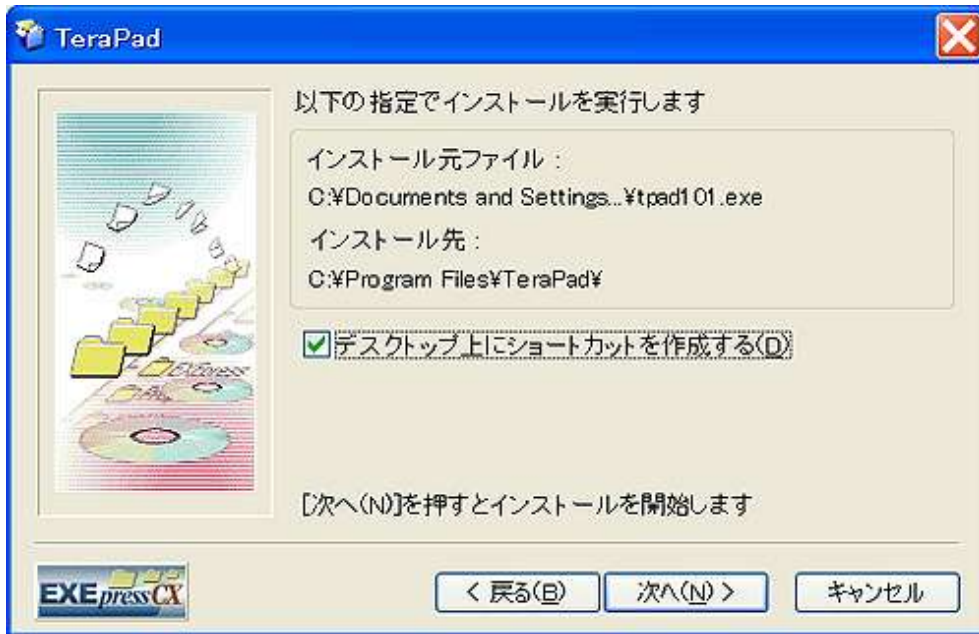 TeraPad
以下の指定でインストールを実行します
インストール元ファイル：
C:¥Documents and Settings...¥tpad101.exe
インストール先：
C:¥Program Files¥TeraPad¥
デスクトップ上にショートカットを作成する(D)
EXEpress
[次へ(N)]を押すとインストールを開始します
EXEpressCX
< 戻る(B)
次へ(N) >
キャンセル